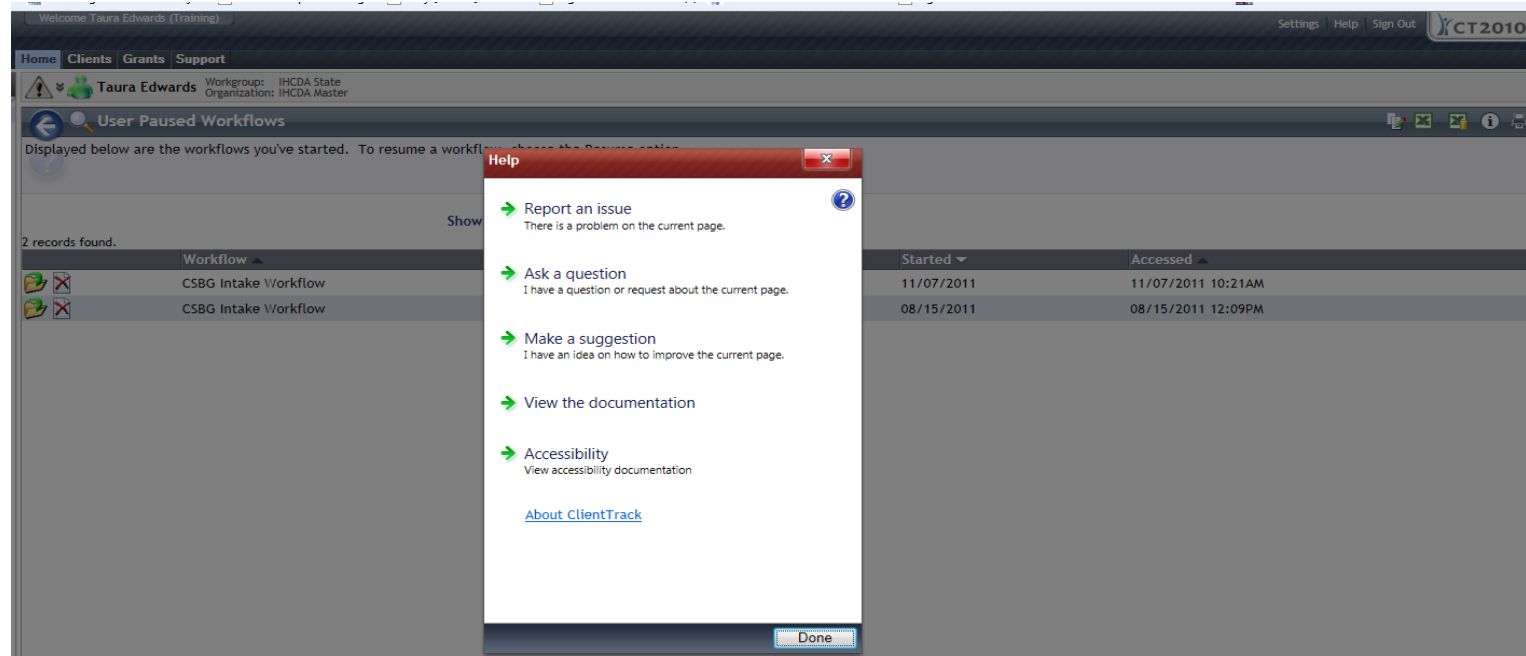 Welcome Taura Edwards (Training)
Settings Help Sign Out CT2010
Home Clients Grants Support
Taura Edwards Workgroup: IHCDA State
Organization: IHCDA Master
User Paused Workflows
Displayed below are the workflows you've started. To resume a workflow, choose the Resume option
Show
2 records found.
Workflow Started Accessed
CSBG Intake Workflow 11/07/2011 11/07/2011 10:21AM
CSBG Intake Workflow 08/15/2011 08/15/2011 12:09PM
Help
Report an issue
There is a problem on the current page.
Ask a question
I have a question or request about the current page.
Make a suggestion
I have an idea on how to improve the current page.
View the documentation
Accessibility
View accessibility documentation
About ClientTrack
Done